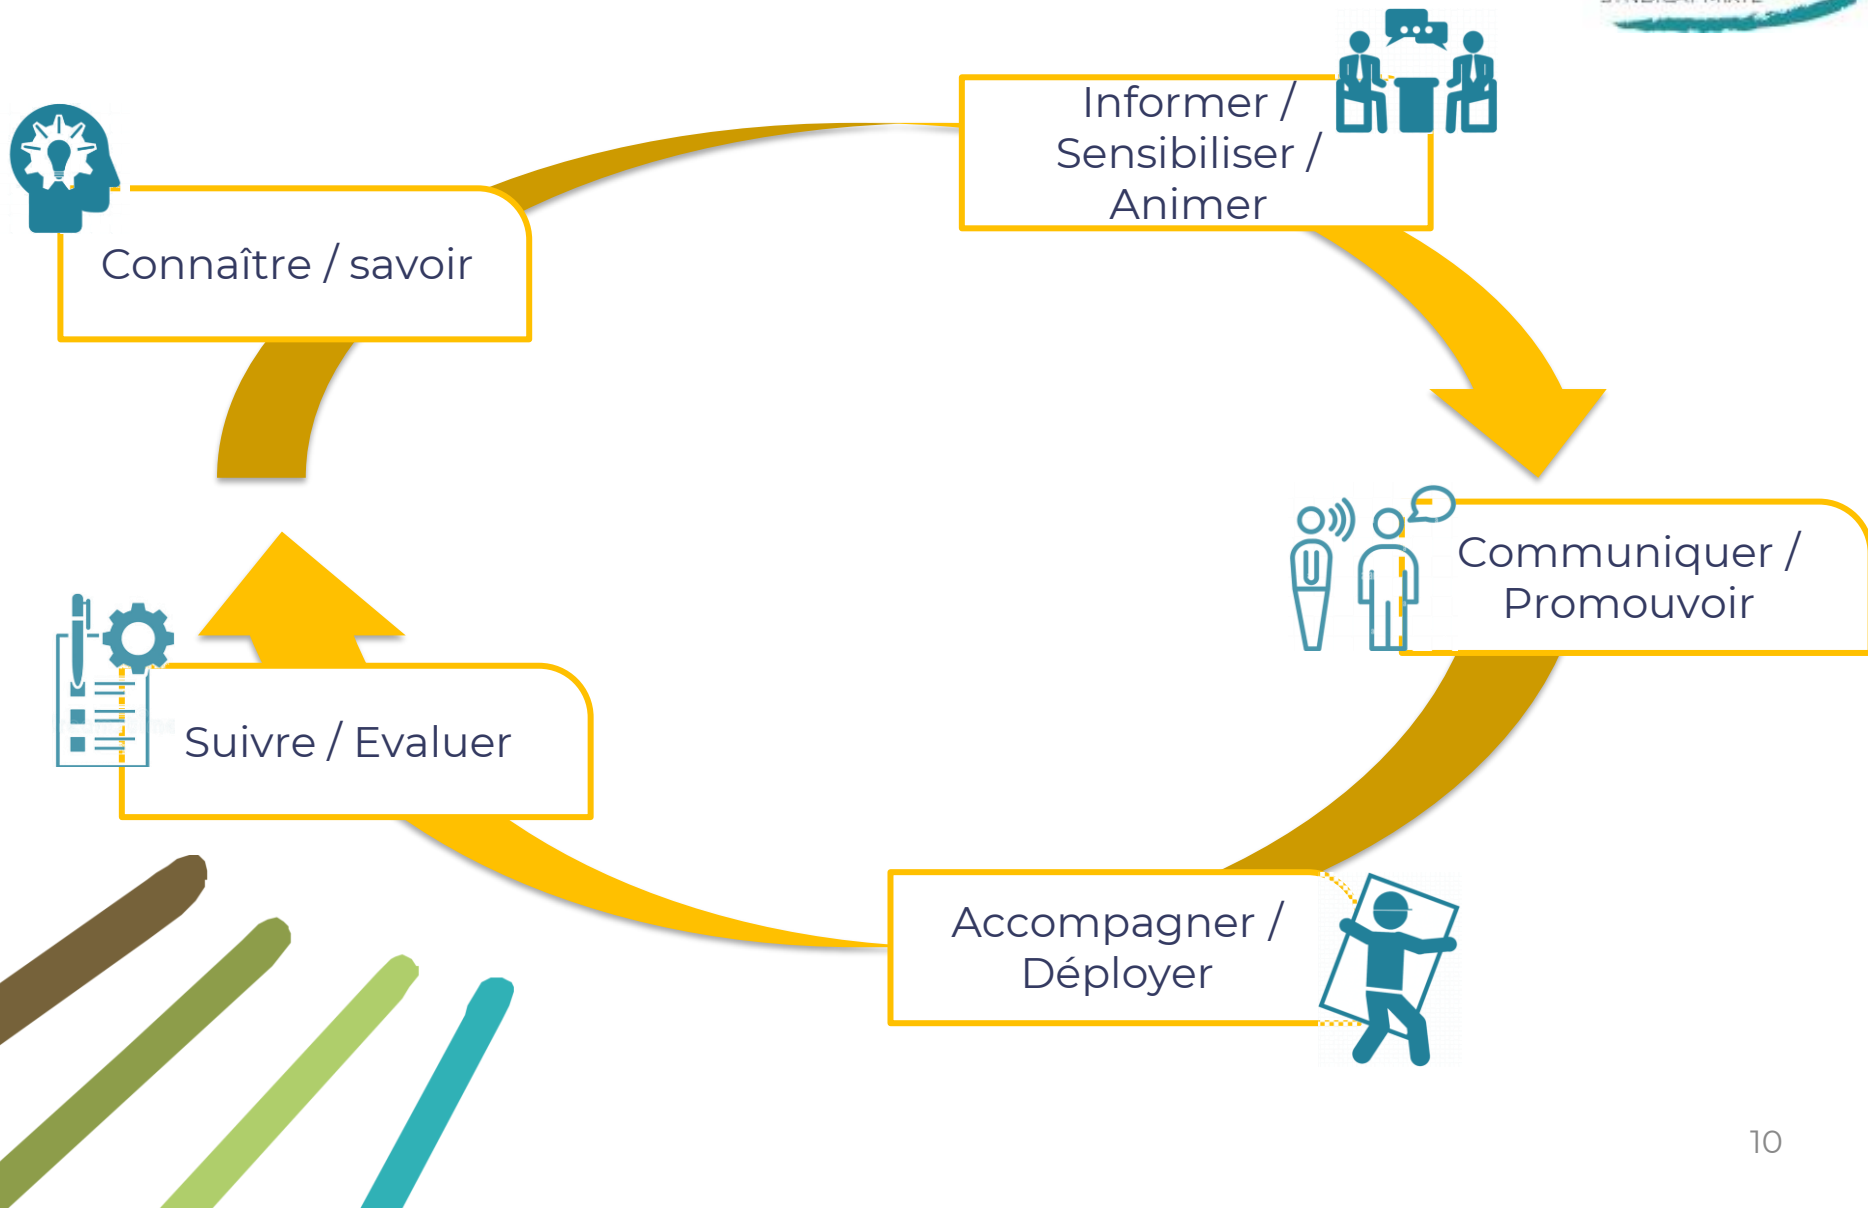 Informer /
Sensibiliser /
Animer
Connaître / savoir
Communiquer /
Promouvoir
Suivre / Evaluer
Accompagner /
Déployer
10